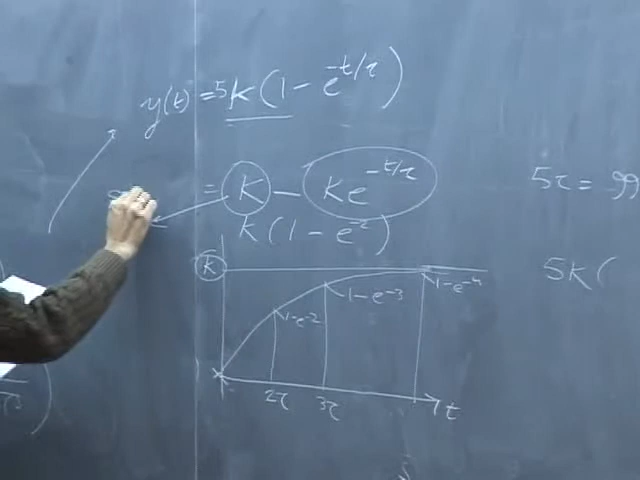 y(t) = 5k(1 - e^{-t/τ})
= K - Ke^{-t/τ}
5τ = 99
K(1 - e^{-2})
K
5K(
1-e^{-4}
1-e^{-3}
1-e^{-2}
2τ 3τ t